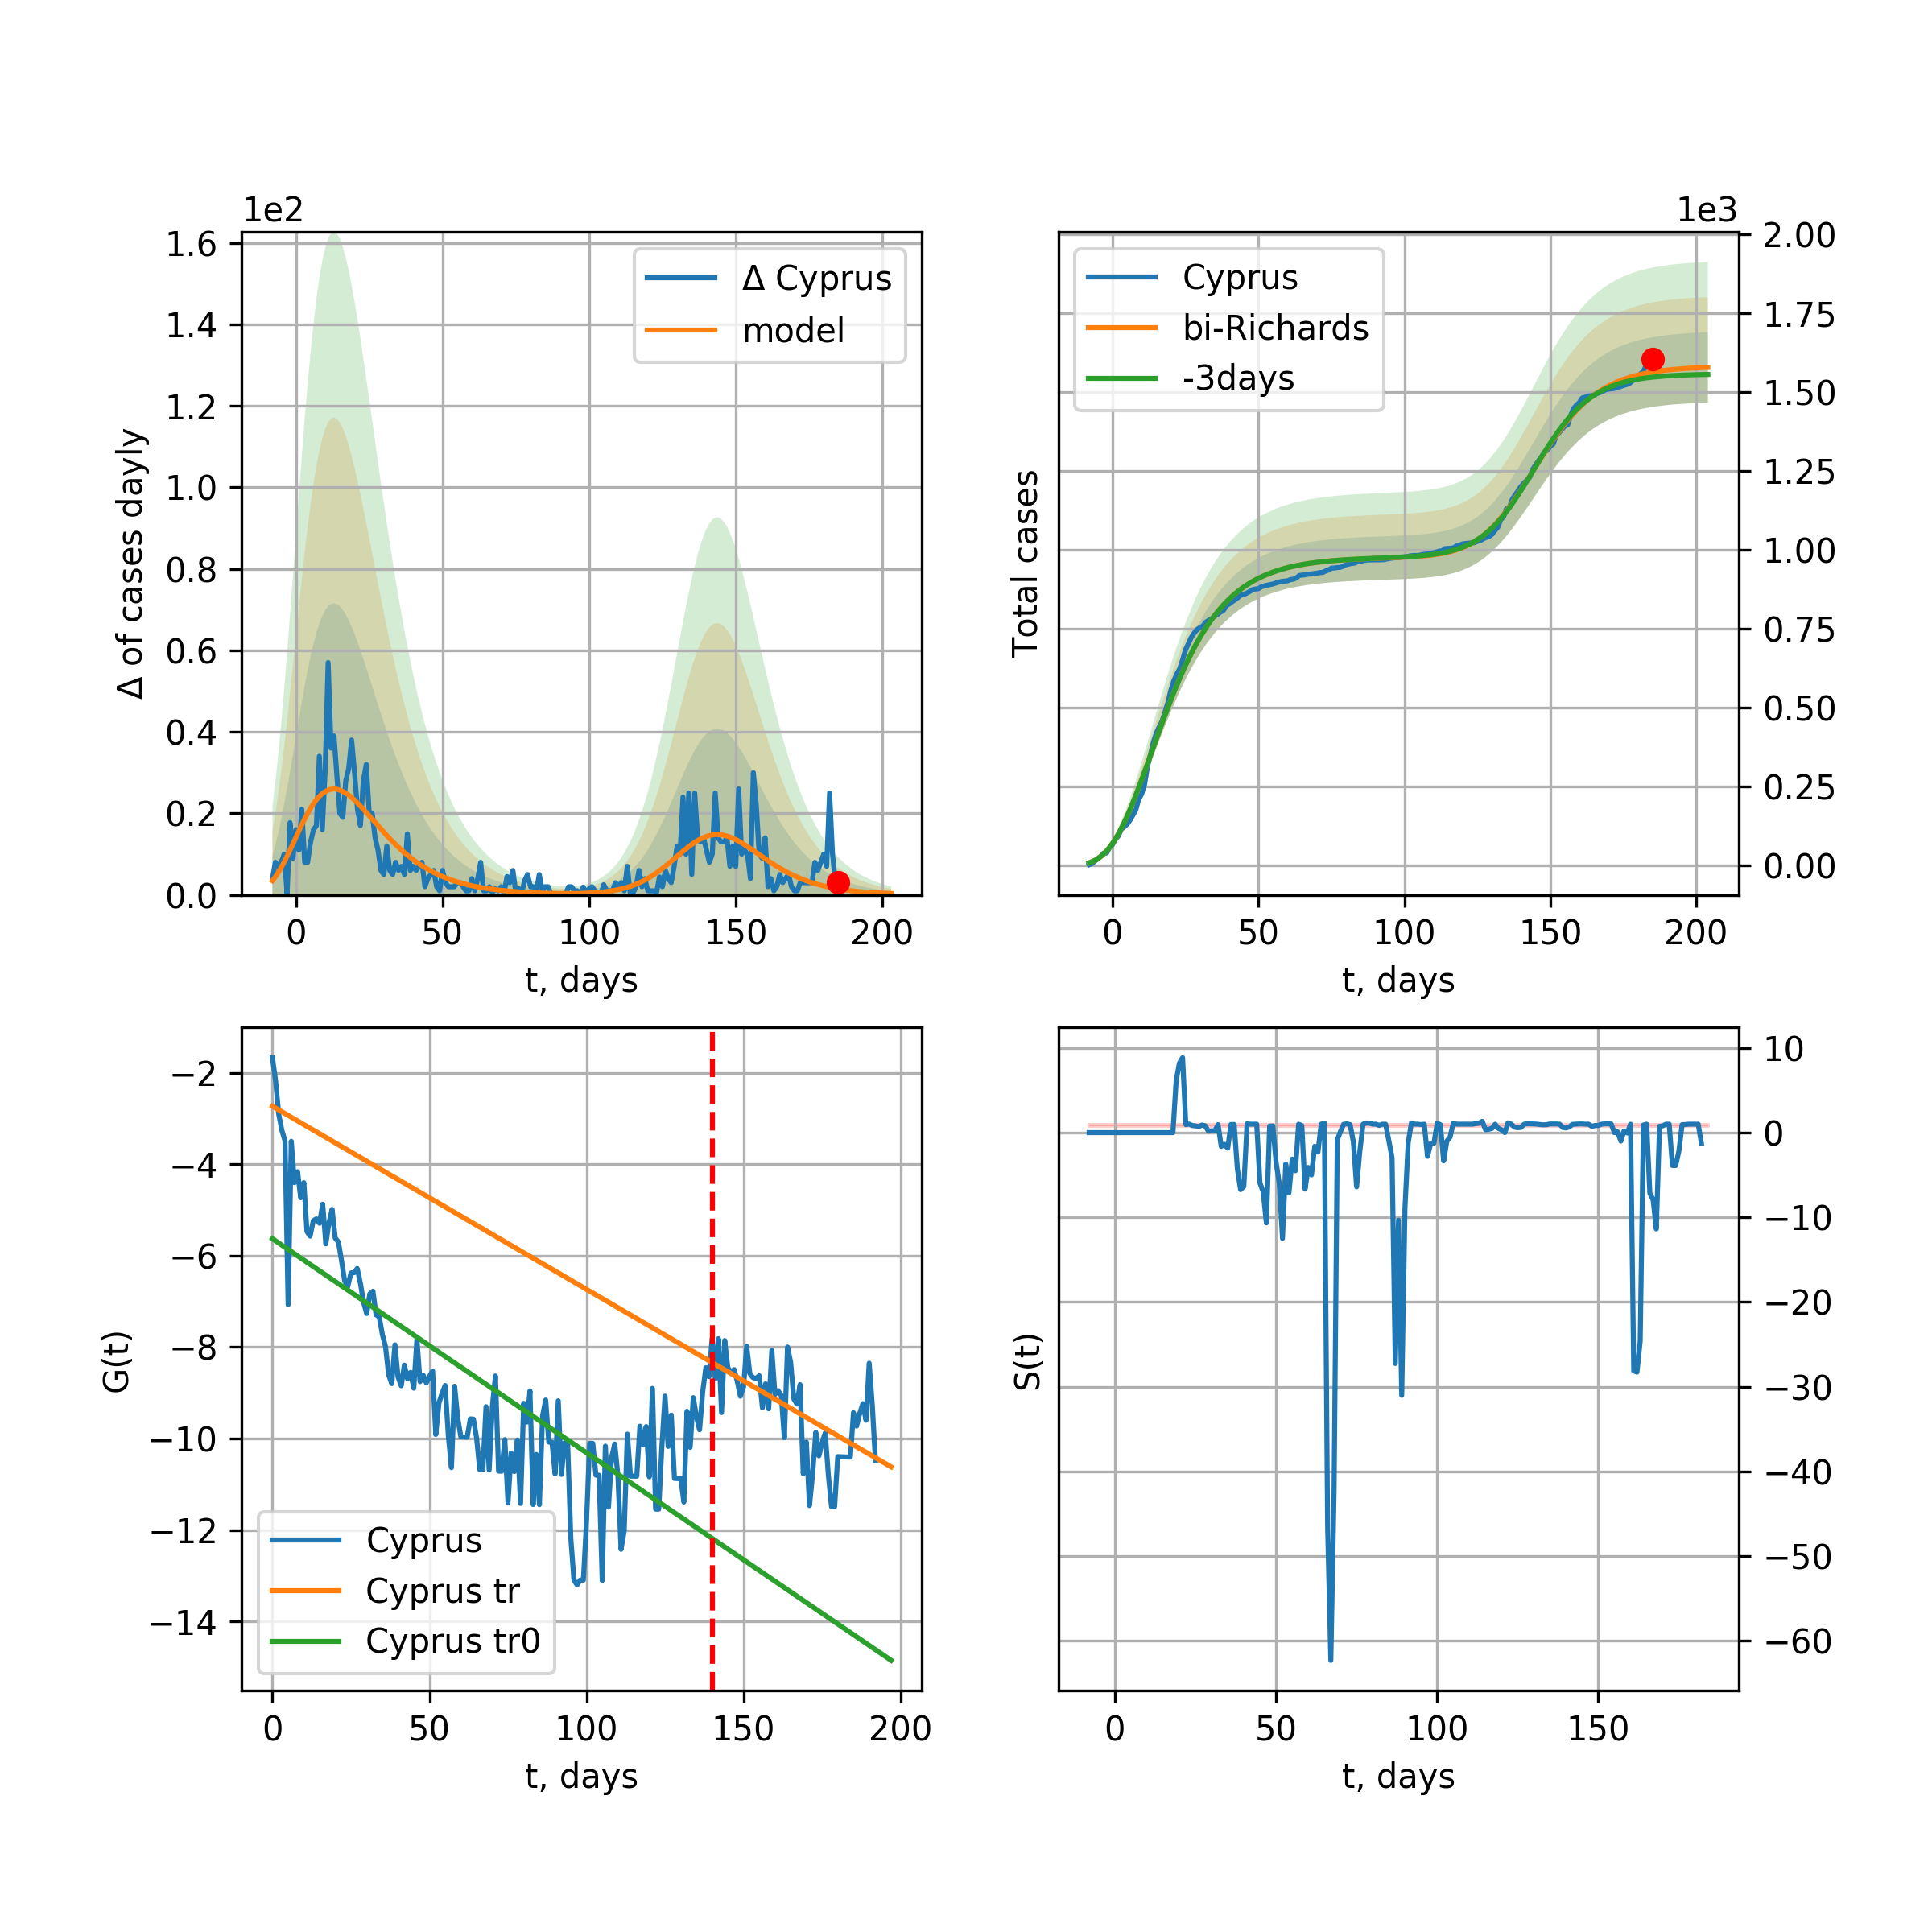 1e2
1.6
1.4
1.2
1.0
0.8
0.6
0.4
0.2
0.0
Δ of cases dayly
Δ Cyprus
model
0 50 100 150 200
t, days
1e3
2.00
1.75
1.50
1.25
1.00
0.75
0.50
0.25
0.00
Total cases
Cyprus
bi-Richards
-3days
0 50 100 150 200
t, days
−2
−4
−6
−8
−10
−12
−14
G(t)
Cyprus
Cyprus tr
Cyprus tr0
0 50 100 150 200
t, days
10
0
−10
−20
−30
−40
−50
−60
S(t)
0 50 100 150
t, days